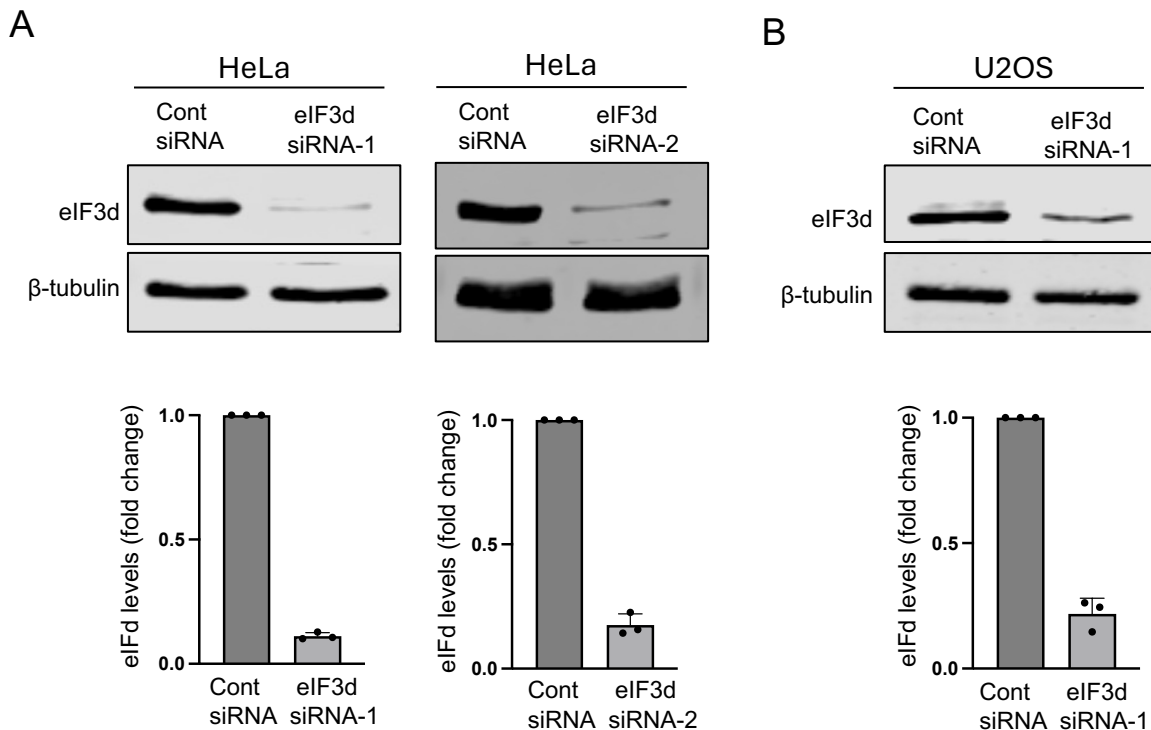 A
B
HeLa
HeLa
U2OS
Cont
siRNA
eIF3d
siRNA-1
Cont
siRNA
eIF3d
siRNA-2
Cont
siRNA
eIF3d
siRNA-1
eIF3d
β-tubulin
eIF3d
β-tubulin
eIFd levels (fold change)
1.0
0.5
0.0
Cont
siRNA
eIF3d
siRNA-1
eIFd levels (fold change)
1.0
0.5
0.0
Cont
siRNA
eIF3d
siRNA-2
eIFd levels (fold change)
1.0
0.5
0.0
Cont
siRNA
eIF3d
siRNA-1